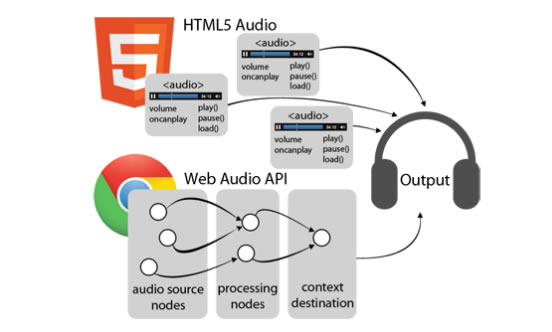 HTML5 Audio
<audio>
volume play()
oncanplay pause()
load()
<audio>
volume play()
oncanplay pause()
load()
<audio>
volume play()
oncanplay pause()
load()
Output
Web Audio API
audio source
nodes
processing
nodes
context
destination